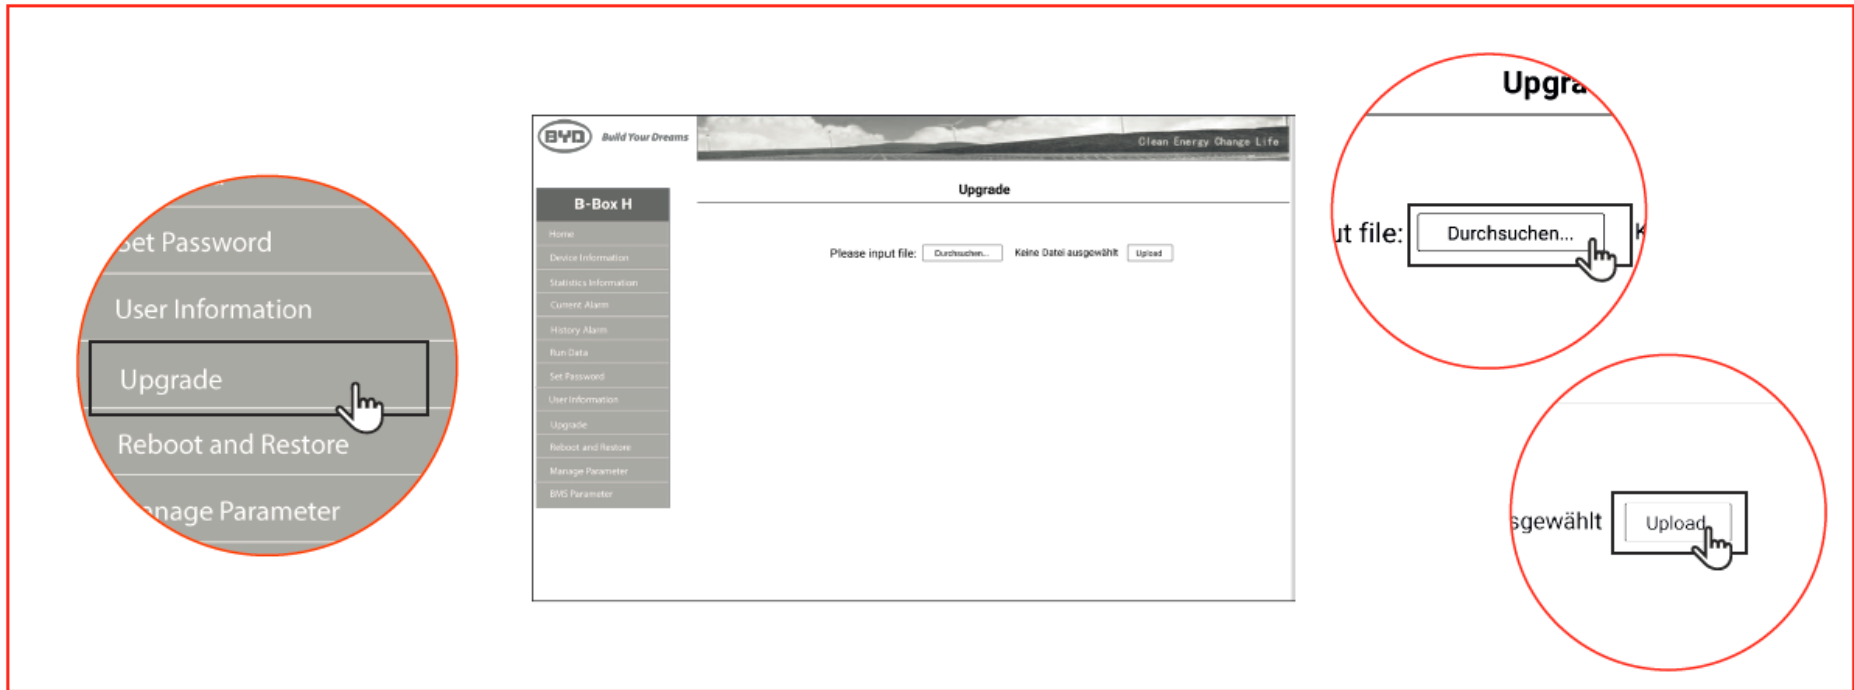 Set Password
User Information
Upgrade
Reboot and Restore
Manage Parameter
BYD
Build Your Dreams
Clean Energy Change Life
B-Box H
Home
Device Information
Statistics Information
Current Alarm
History Alarm
Run Data
Set Password
User Information
Upgrade
Reboot and Restore
Manage Parameter
BMS Parameter
Upgrade
Please input file: Durchsuchen... Keine Datei ausgewählt Upload
Upgra
ut file: Durchsuchen... K
sgewählt Upload